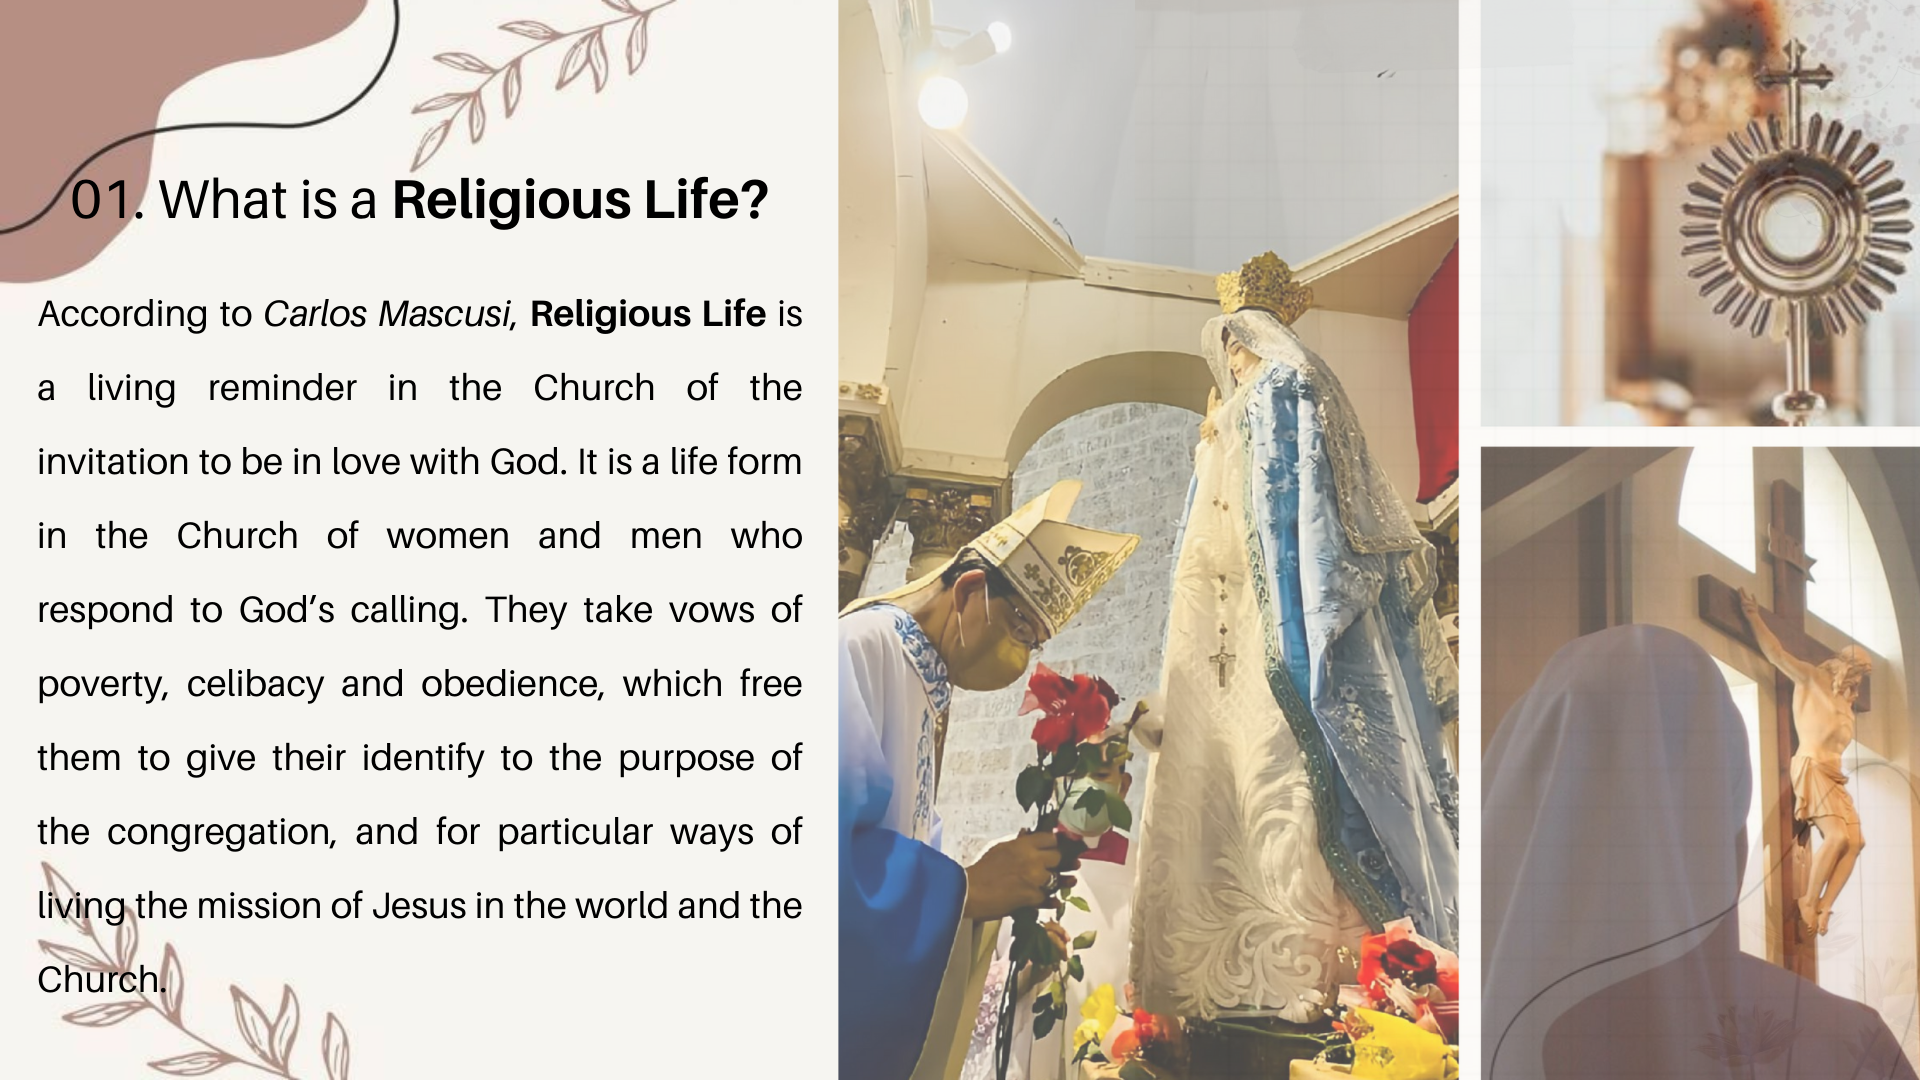 01. What is a Religious Life?
According to Carlos Mascusi, Religious Life is
a living reminder in the Church of the
invitation to be in love with God. It is a life form
in the Church of women and men who
respond to God’s calling. They take vows of
poverty, celibacy and obedience, which free
them to give their identify to the purpose of
the congregation, and for particular ways of
living the mission of Jesus in the world and the
Church.